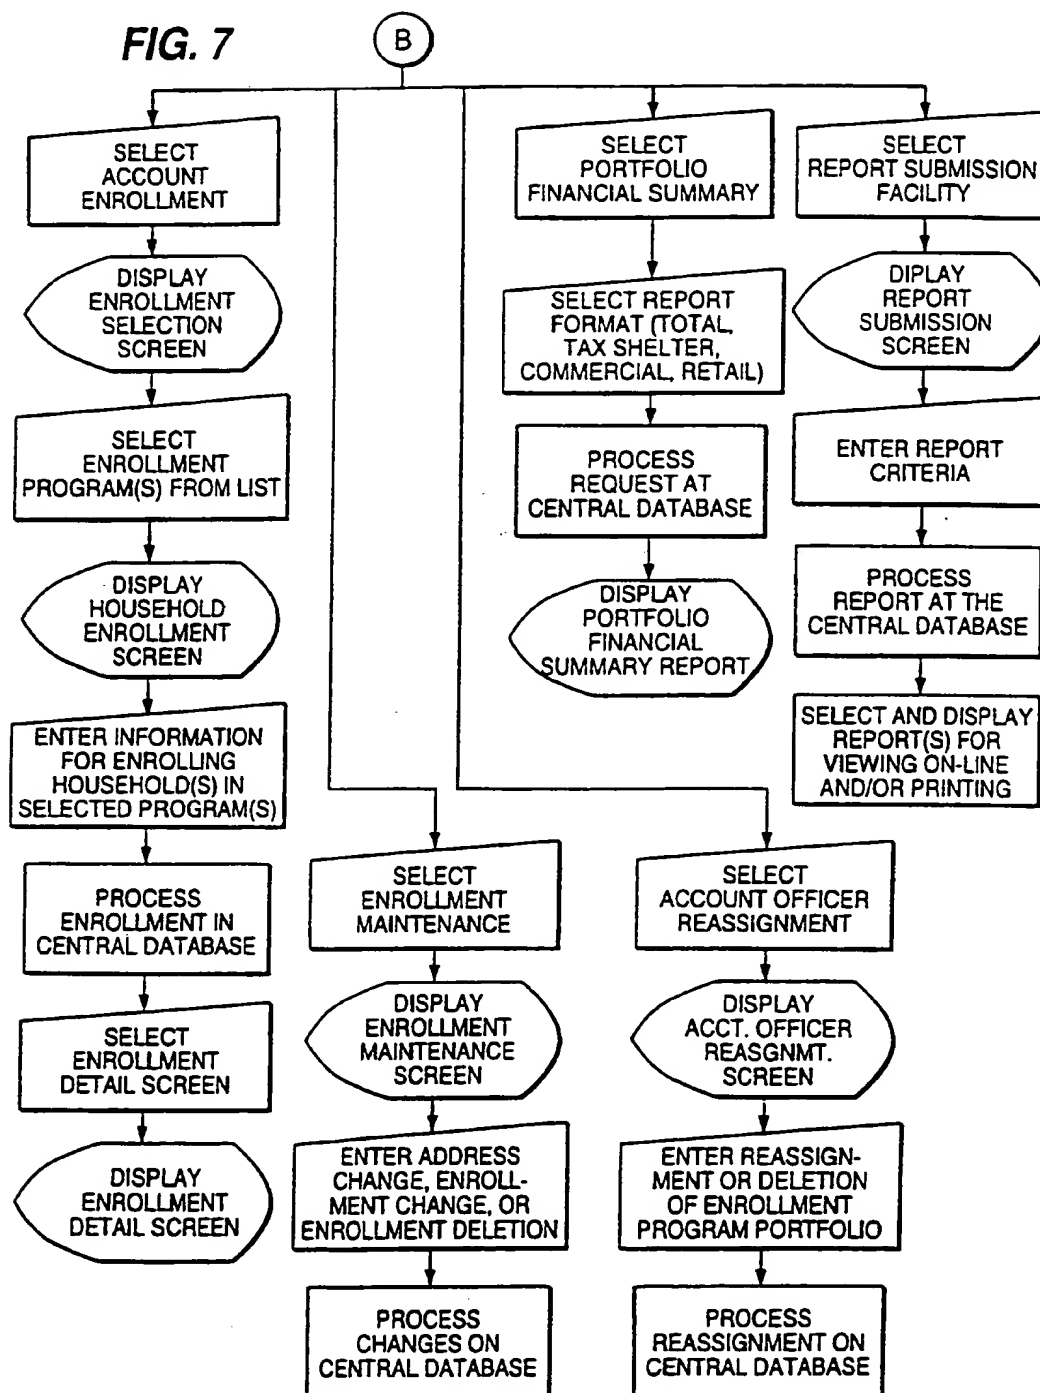 FIG. 7
B
SELECT
ACCOUNT
ENROLLMENT
DISPLAY
ENROLLMENT
SELECTION
SCREEN
SELECT
ENROLLMENT
PROGRAM(S) FROM LIST
DISPLAY
HOUSEHOLD
ENROLLMENT
SCREEN
ENTER INFORMATION
FOR ENROLLING
HOUSEHOLD(S) IN
SELECTED PROGRAM(S)
PROCESS
ENROLLMENT IN
CENTRAL DATABASE
SELECT
ENROLLMENT
DETAIL SCREEN
DISPLAY
ENROLLMENT
DETAIL SCREEN
SELECT
ENROLLMENT
MAINTENANCE
DISPLAY
ENROLLMENT
MAINTENANCE
SCREEN
ENTER ADDRESS
CHANGE, ENROLL-
MENT CHANGE, OR
ENROLLMENT DELETION
PROCESS
CHANGES ON
CENTRAL DATABASE
SELECT
ACCOUNT OFFICER
REASSIGNMENT
DISPLAY
ACCT. OFFICER
REASGNMT.
SCREEN
ENTER REASSIGN-
MENT OR DELETION
OF ENROLLMENT
PROGRAM PORTFOLIO
PROCESS
REASSIGNMENT ON
CENTRAL DATABASE
SELECT
PORTFOLIO
FINANCIAL SUMMARY
SELECT REPORT
FORMAT (TOTAL,
TAX SHELTER,
COMMERCIAL, RETAIL)
PROCESS
REQUEST AT
CENTRAL DATABASE
DISPLAY
PORTFOLIO
FINANCIAL
SUMMARY REPORT
SELECT
REPORT SUBMISSION
FACILITY
DIPLAY
REPORT
SUBMISSION
SCREEN
ENTER REPORT
CRITERIA
PROCESS
REPORT AT THE
CENTRAL DATABASE
SELECT AND DISPLAY
REPORT(S) FOR
VIEWING ON-LINE
AND/OR PRINTING